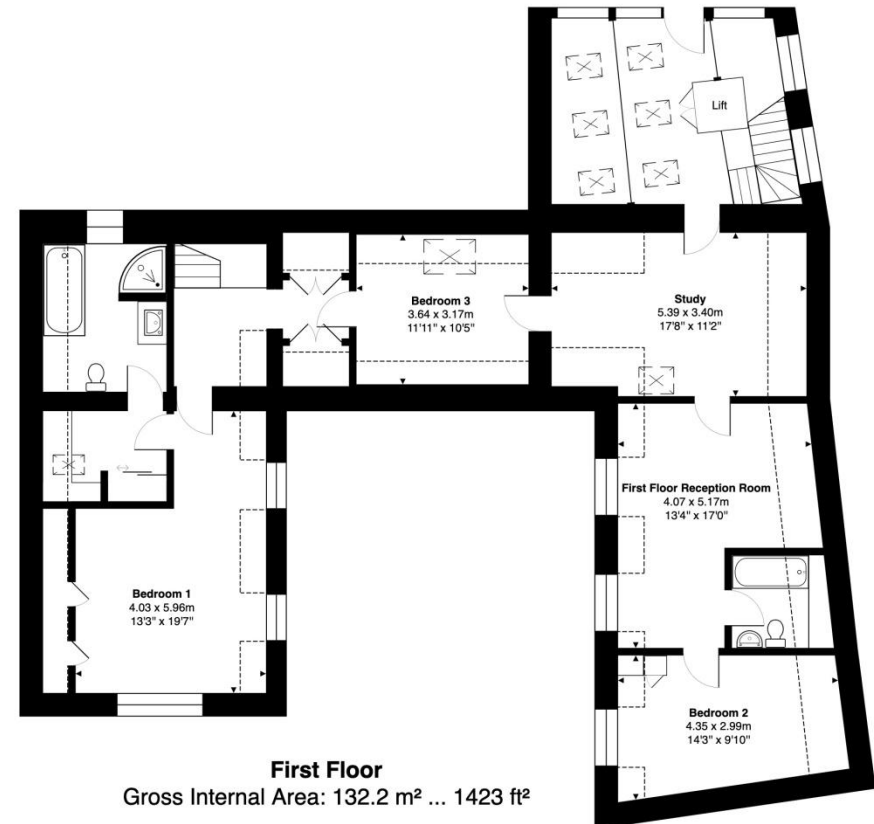 Lift
Bedroom 3
3.64 x 3.17m
11'11" x 10'5"
Study
5.39 x 3.40m
17'8" x 11'2"
First Floor Reception Room
4.07 x 5.17m
13'4" x 17'0"
Bedroom 1
4.03 x 5.96m
13'3" x 19'7"
Bedroom 2
4.35 x 2.99m
14'3" x 9'10"
First Floor
Gross Internal Area: 132.2 m² ... 1423 ft²